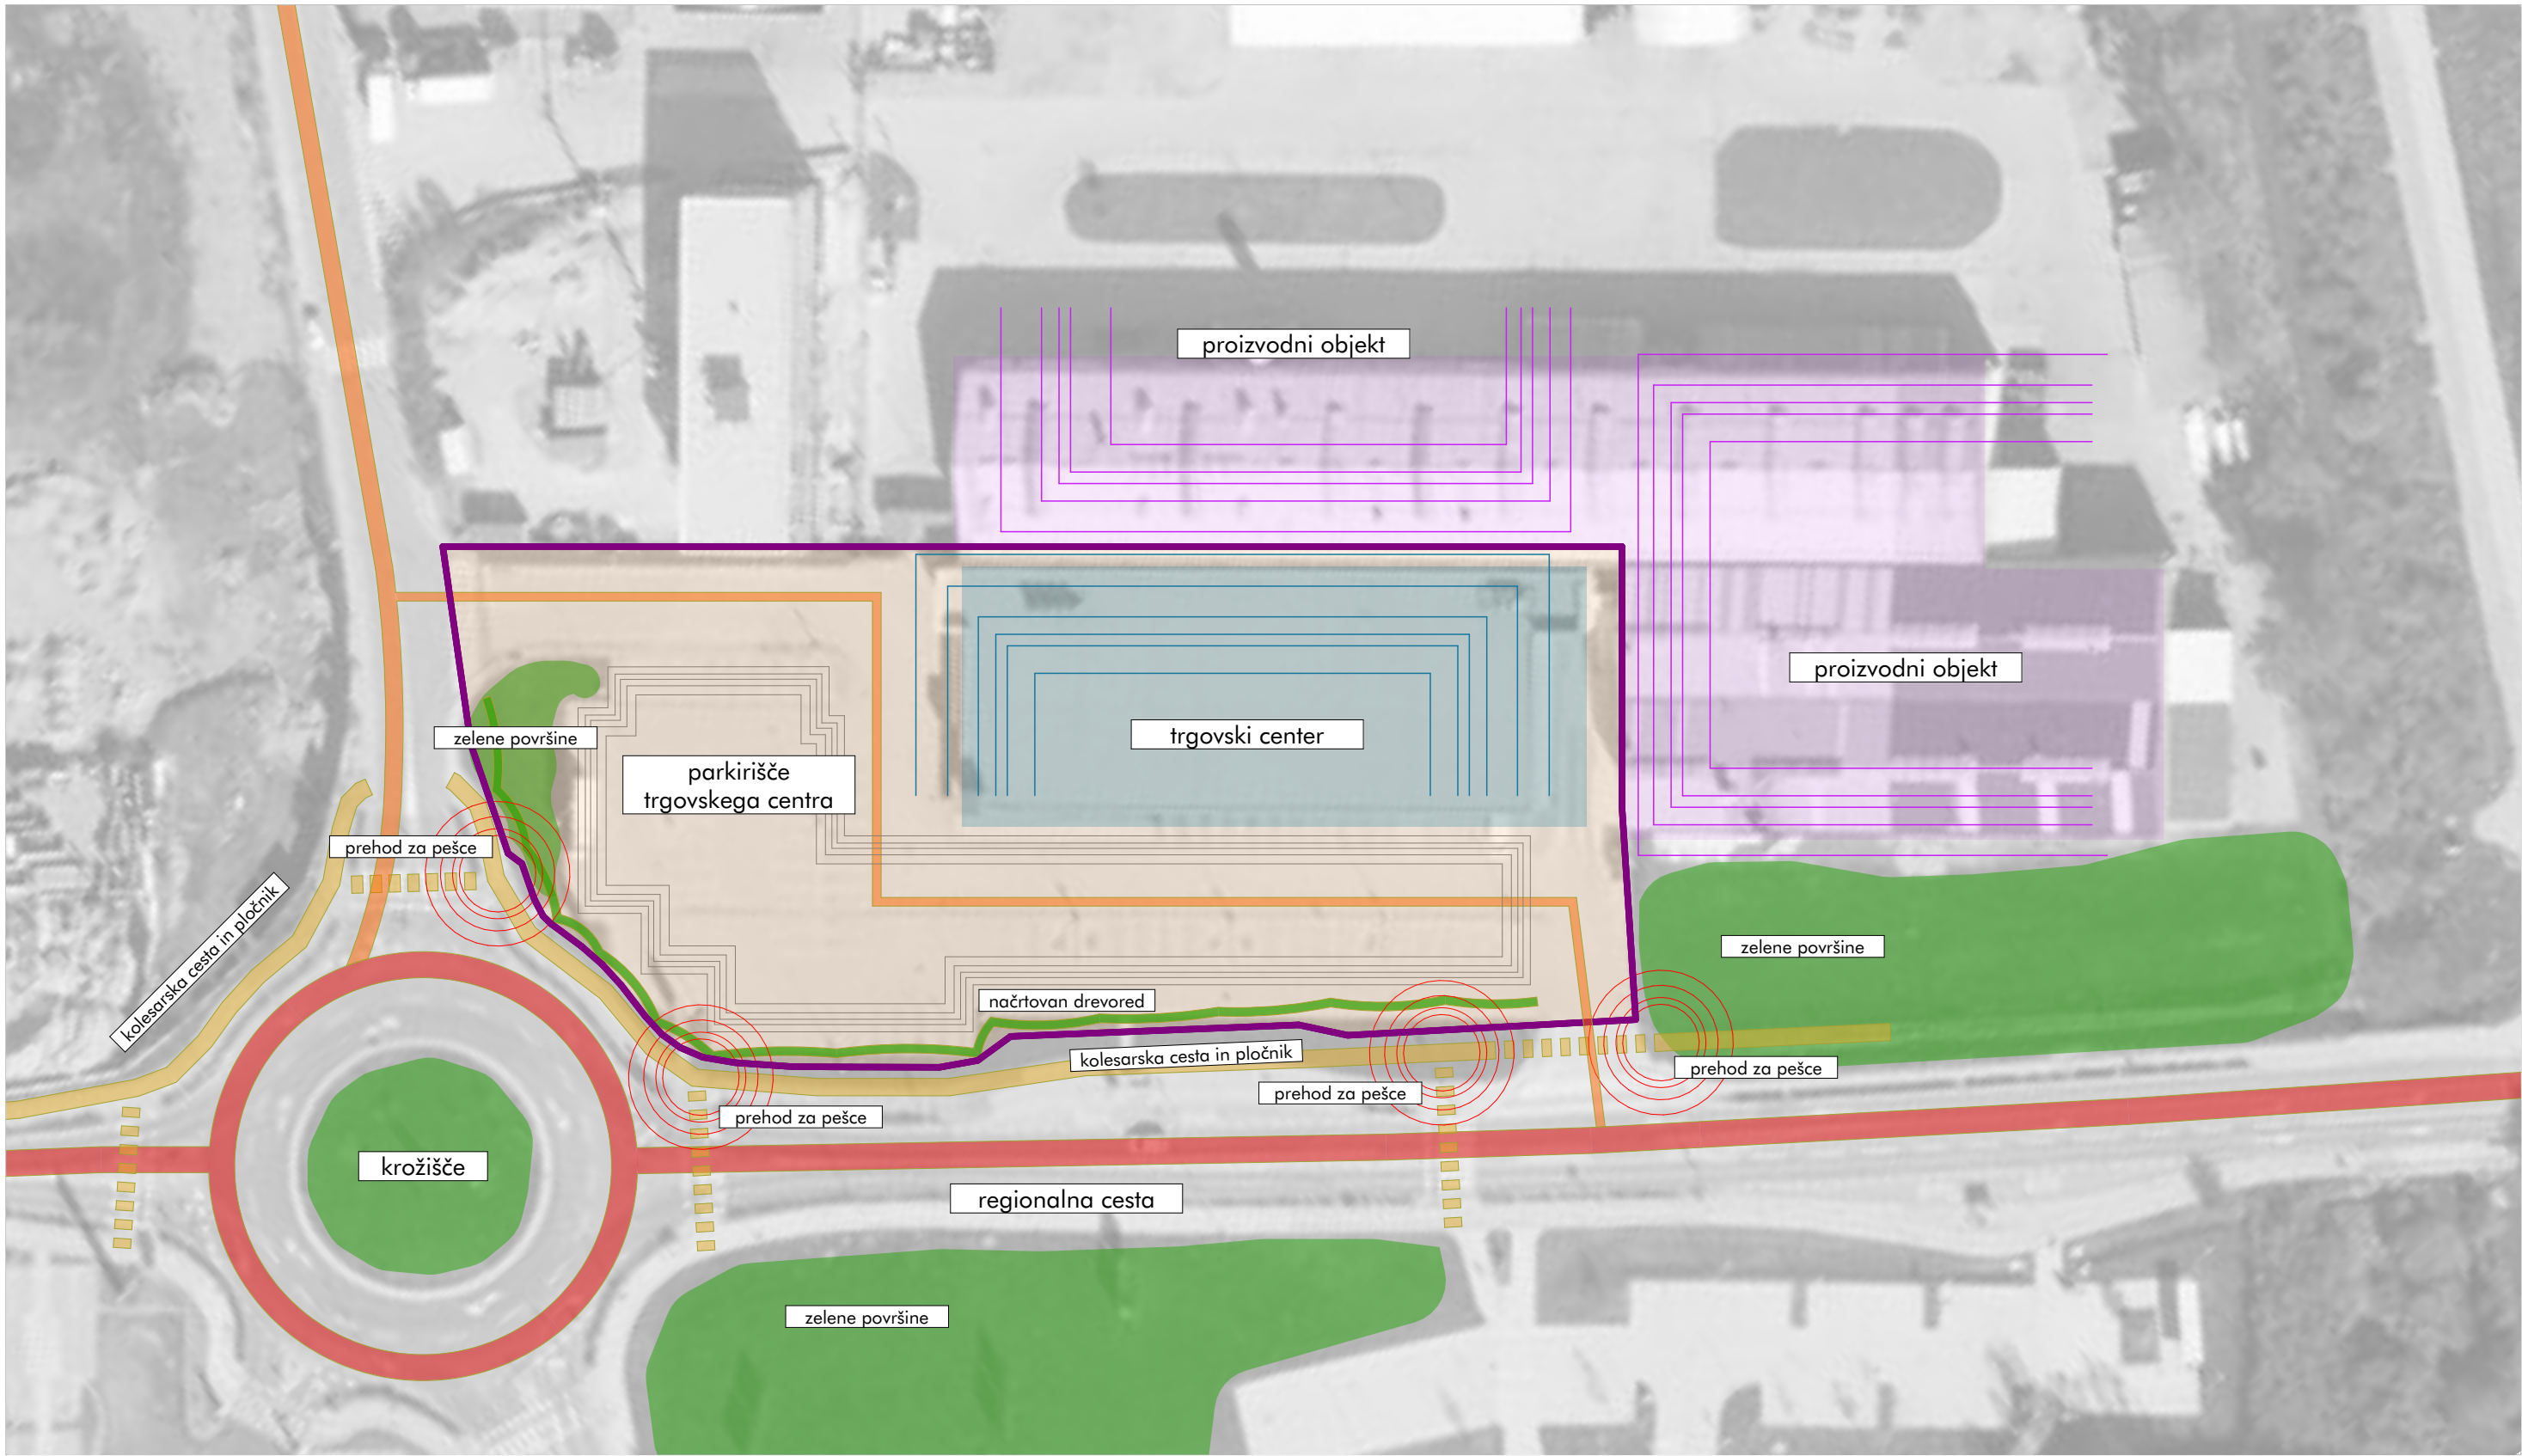 proizvodni objekt
proizvodni objekt
trgovski center
zelene površine
parkirišče
trgovskega centra
prehod za pešce
kolesarska cesta in pločnik
zelene površine
načrtovan drevored
kolesarska cesta in pločnik
prehod za pešce
prehod za pešce
prehod za pešce
krožišče
regionalna cesta
zelene površine